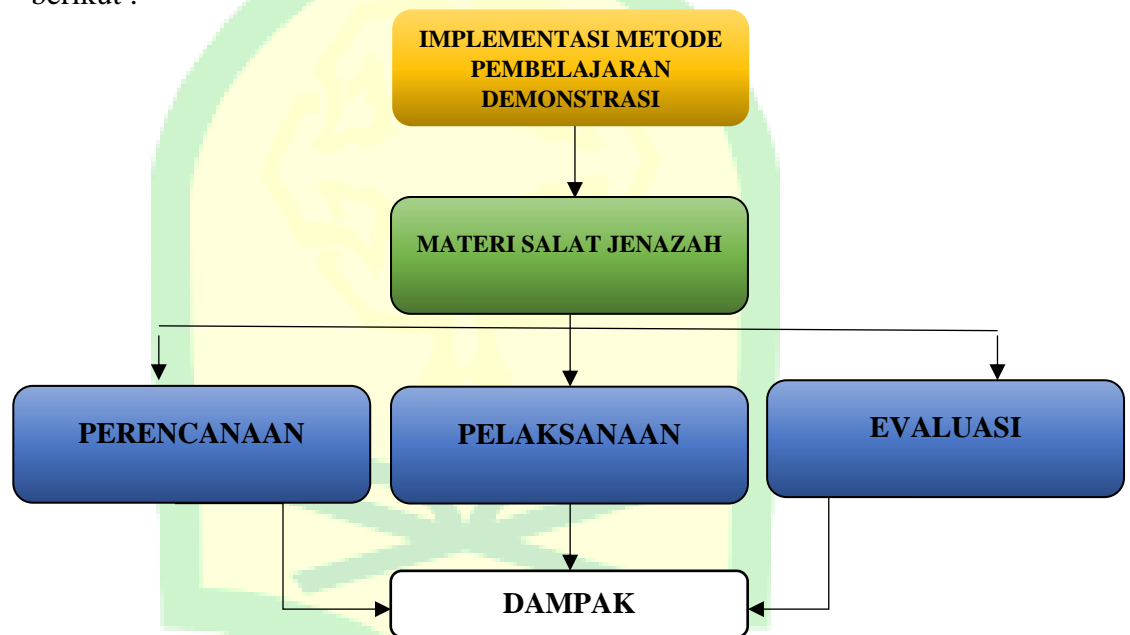 berikut :
IMPLEMENTASI METODE
PEMBELAJARAN
DEMONSTRASI
MATERI SALAT JENAZAH
PERENCANAAN
PELAKSANAAN
EVALUASI
DAMPAK